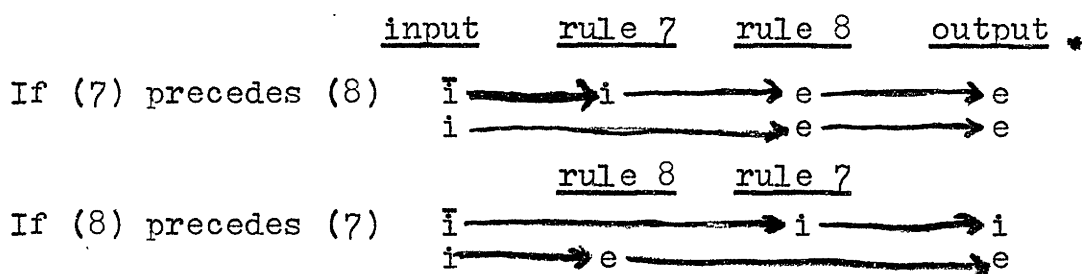 input rule 7 rule 8 output
If (7) precedes (8) ī i e e
i e e
rule 8 rule 7
If (8) precedes (7) ī i i
i e e